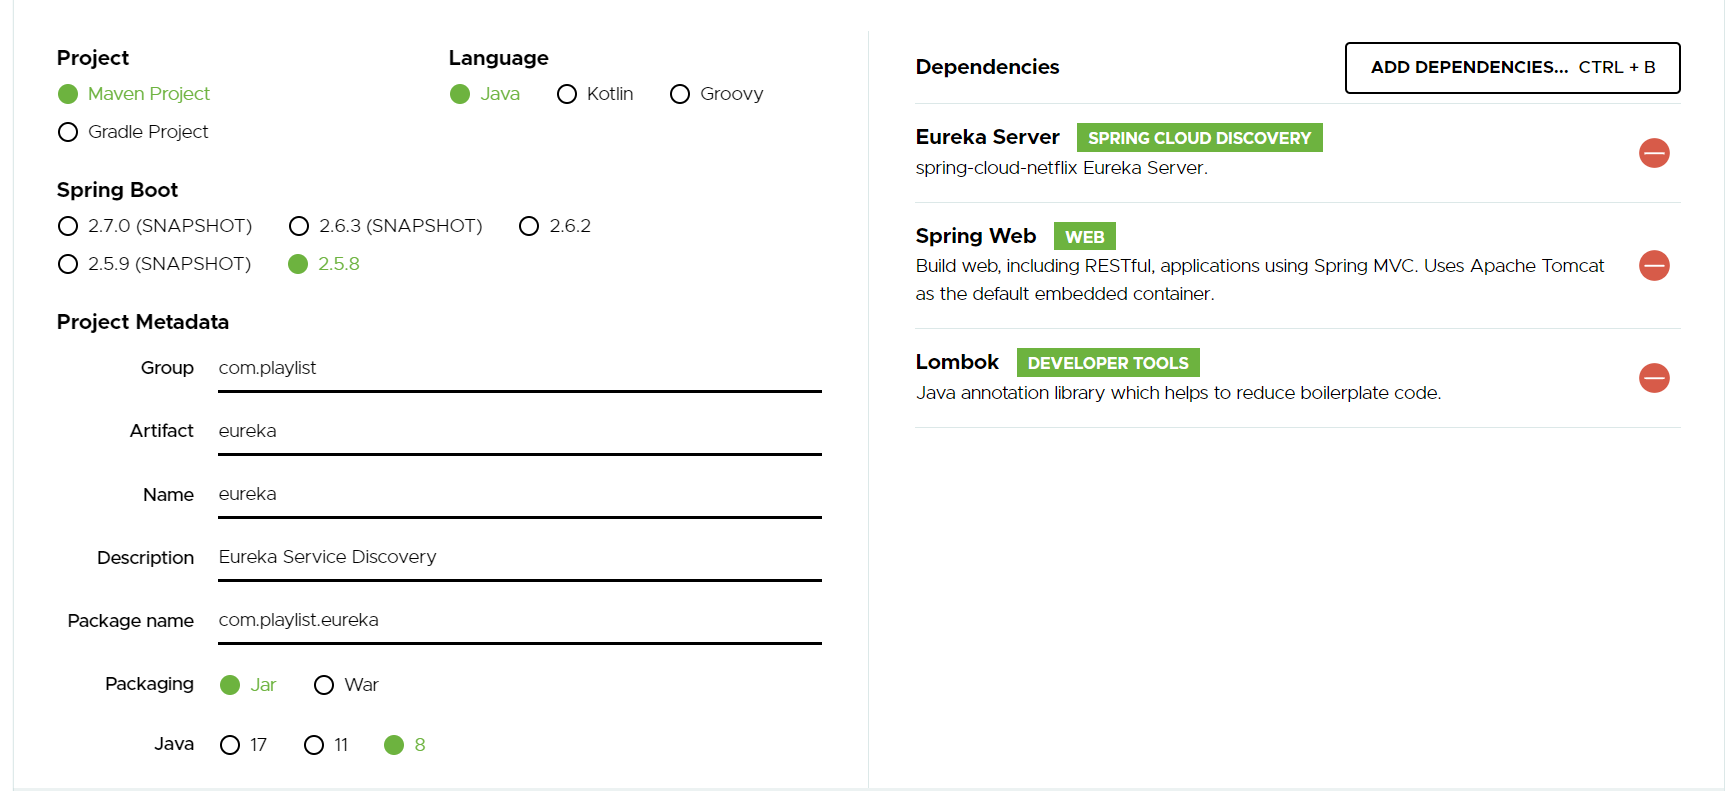 Project
Maven Project
Gradle Project
Language
Java Kotlin Groovy
Spring Boot
2.7.0 (SNAPSHOT) 2.6.3 (SNAPSHOT) 2.6.2
2.5.9 (SNAPSHOT) 2.5.8
Project Metadata
Group com.playlist
Artifact eureka
Name eureka
Description Eureka Service Discovery
Package name com.playlist.eureka
Packaging Jar War
Java 17 11 8
Dependencies
ADD DEPENDENCIES... CTRL + B
Eureka Server SPRING CLOUD DISCOVERY
spring-cloud-netflix Eureka Server.
Spring Web WEB
Build web, including RESTful, applications using Spring MVC. Uses Apache Tomcat
as the default embedded container.
Lombok DEVELOPER TOOLS
Java annotation library which helps to reduce boilerplate code.